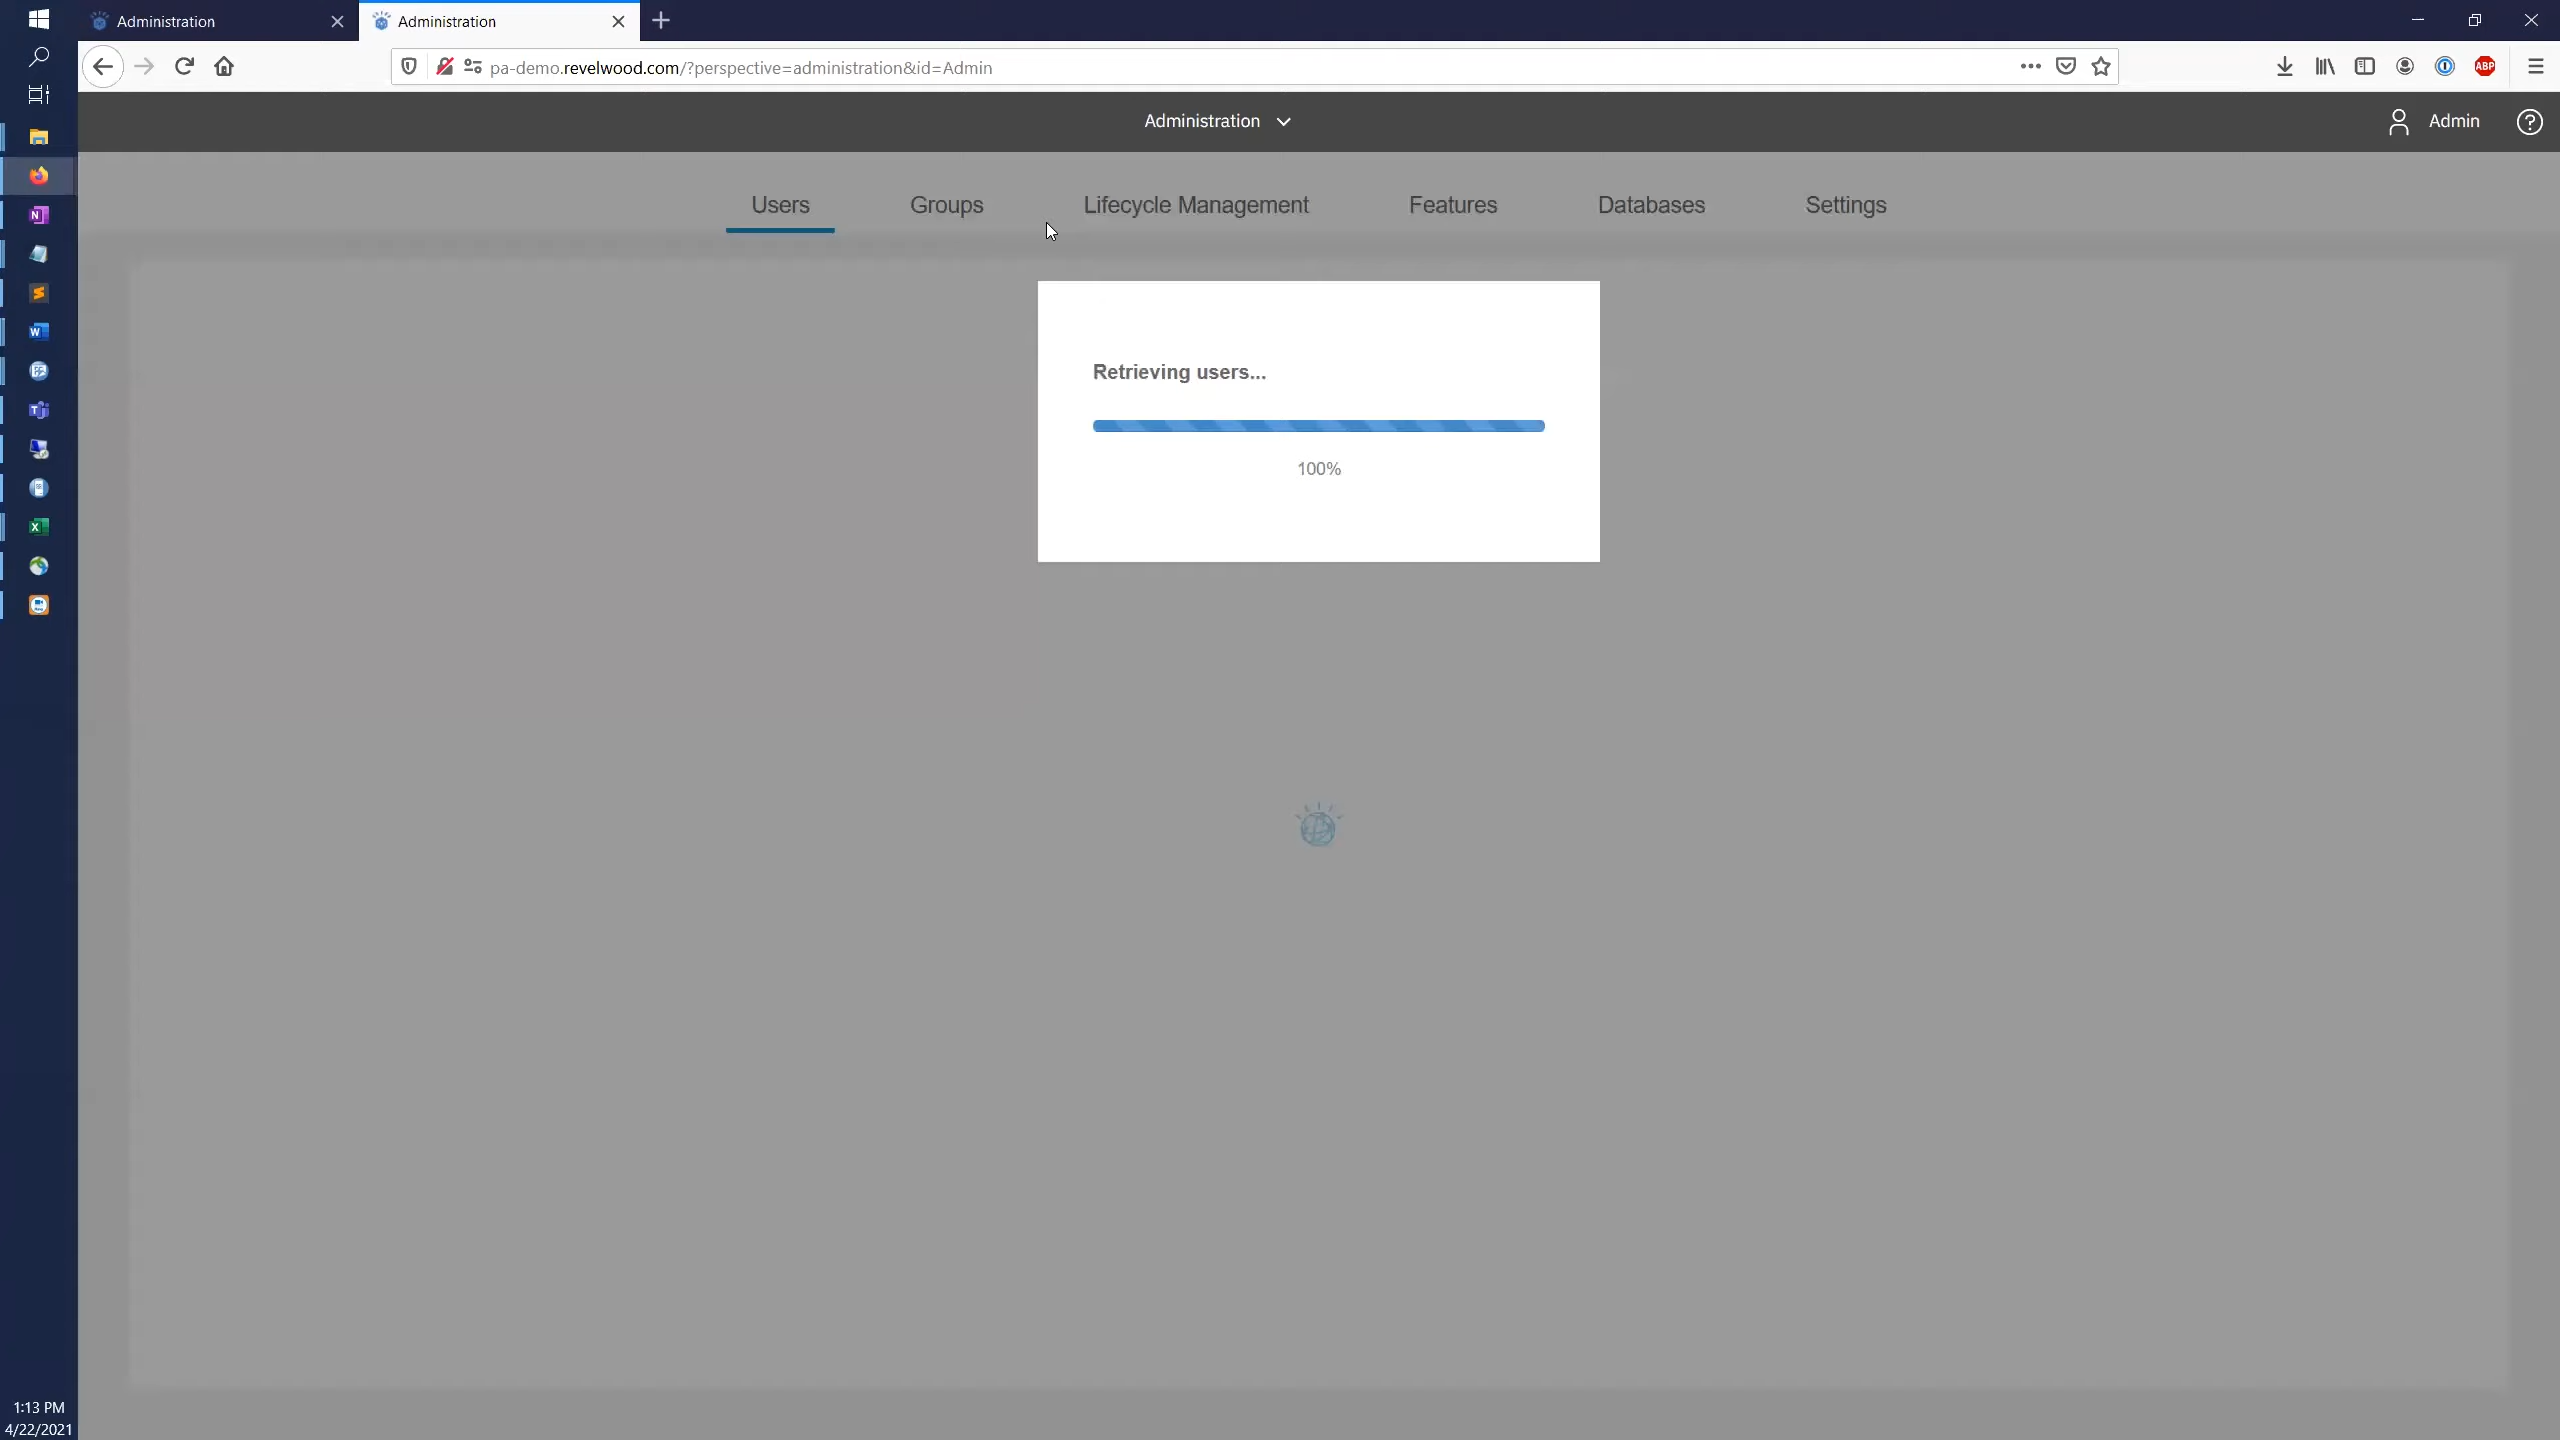 Administration
Administration
pa-demo.revelwood.com/?perspective=administration&id=Admin
ABP
Administration
Admin
Users
Groups
Lifecycle Management
Features
Databases
Settings
Retrieving users...
100%
1:13 PM
4/22/2021